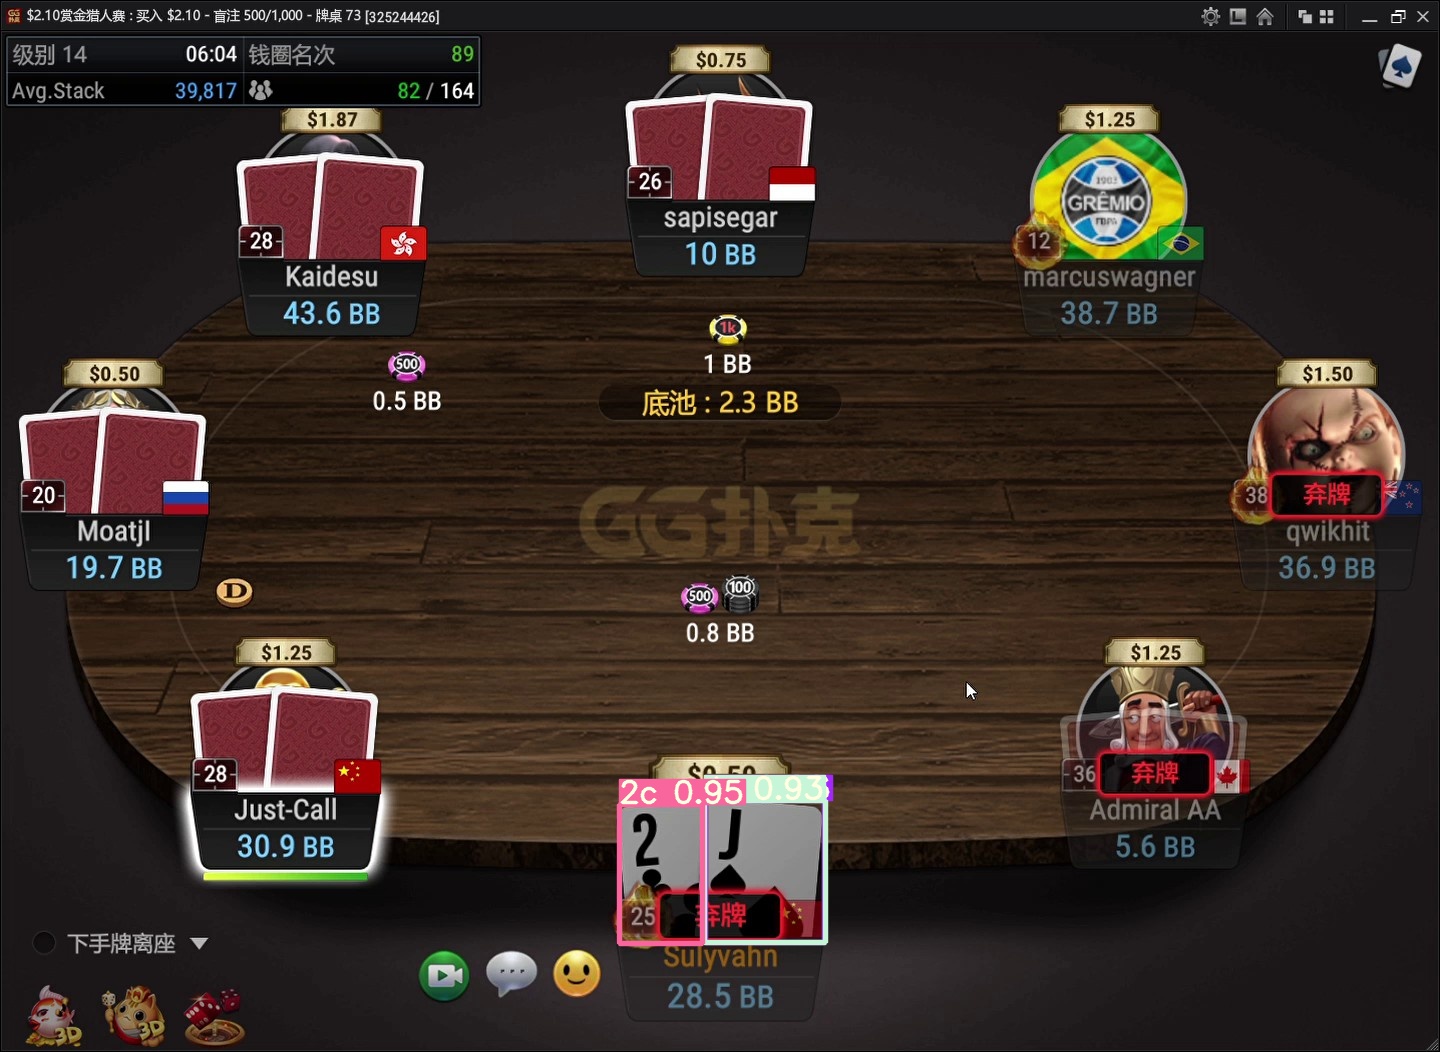 $2.10赏金猎人赛 : 买入 $2.10 - 盲注 500/1,000 - 牌桌 73 [325244426]
级别 14 06:04 钱圈名次 89
Avg.Stack 39,817 82 / 164
$0.75
26
sapisegar
10 BB
$1.87
28
Kaidesu
43.6 BB
$1.25
1903
GRÊMIO
FBPA
12
marcuswagner
38.7 BB
1k
1 BB
500
0.5 BB
底池 : 2.3 BB
$0.50
20
Moatjl
19.7 BB
$1.50
38 弃牌
qwikhit
36.9 BB
GG扑克
D
500 100
0.8 BB
$1.25
28
Just-Call
30.9 BB
$1.25
36 弃牌
Admiral AA
5.6 BB
$0.50
2c 0.95 0.93
2 J
25 弃牌
Sulyvahn
28.5 BB
下手牌离座
3D 3D